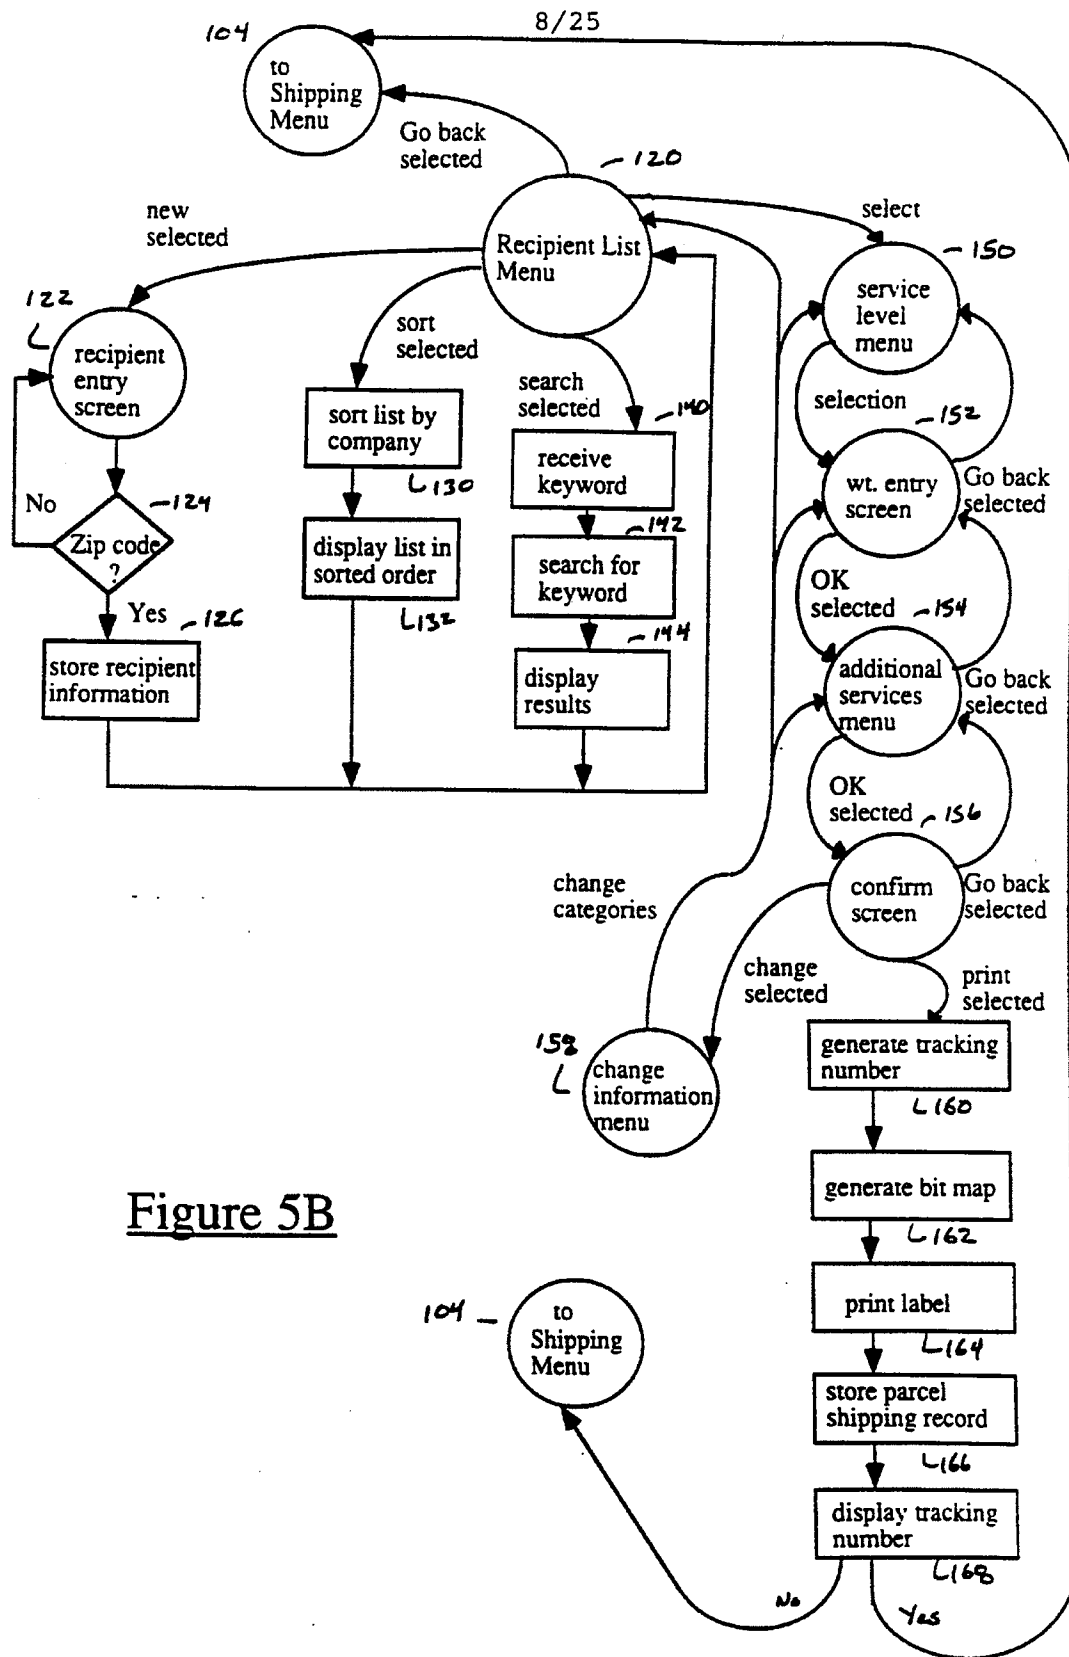 8/25
104
to
Shipping
Menu
Go back
selected
120
Recipient List
Menu
new
selected
select
150
service
level
menu
122
recipient
entry
screen
sort
selected
search
selected
140
selection
152
sort list by
company
130
receive
keyword
wt. entry
screen
Go back
selected
No
124
Zip code
?
142
display list in
sorted order
132
search for
keyword
OK
selected
154
Yes
126
144
store recipient
information
display
results
additional
services
menu
Go back
selected
OK
selected
156
change
categories
confirm
screen
Go back
selected
change
selected
print
selected
158
change
information
menu
generate tracking
number
160
generate bit map
162
Figure 5B
104
to
Shipping
Menu
print label
164
store parcel
shipping record
166
display tracking
number
168
No
Yes